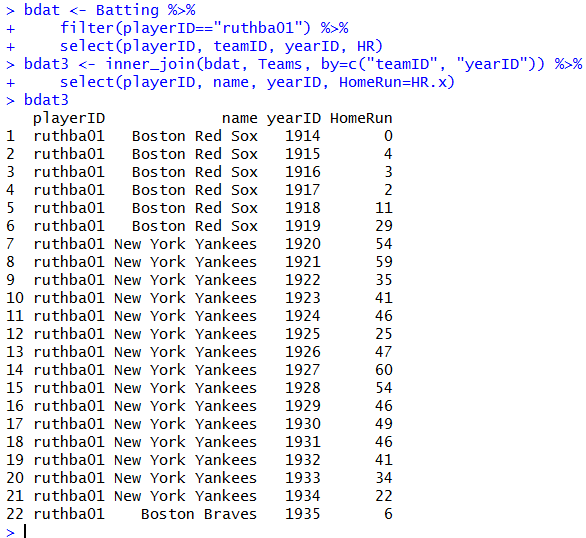 > bdat <- Batting %>%
+     filter(playerID=="ruthba01") %>%
+     select(playerID, teamID, yearID, HR)
> bdat3 <- inner_join(bdat, Teams, by=c("teamID", "yearID")) %>%
+     select(playerID, name, yearID, HomeRun=HR.x)
> bdat3
   playerID             name yearID HomeRun
1  ruthba01   Boston Red Sox   1914       0
2  ruthba01   Boston Red Sox   1915       4
3  ruthba01   Boston Red Sox   1916       3
4  ruthba01   Boston Red Sox   1917       2
5  ruthba01   Boston Red Sox   1918      11
6  ruthba01   Boston Red Sox   1919      29
7  ruthba01 New York Yankees   1920      54
8  ruthba01 New York Yankees   1921      59
9  ruthba01 New York Yankees   1922      35
10 ruthba01 New York Yankees   1923      41
11 ruthba01 New York Yankees   1924      46
12 ruthba01 New York Yankees   1925      25
13 ruthba01 New York Yankees   1926      47
14 ruthba01 New York Yankees   1927      60
15 ruthba01 New York Yankees   1928      54
16 ruthba01 New York Yankees   1929      46
17 ruthba01 New York Yankees   1930      49
18 ruthba01 New York Yankees   1931      46
19 ruthba01 New York Yankees   1932      41
20 ruthba01 New York Yankees   1933      34
21 ruthba01 New York Yankees   1934      22
22 ruthba01    Boston Braves   1935       6
>